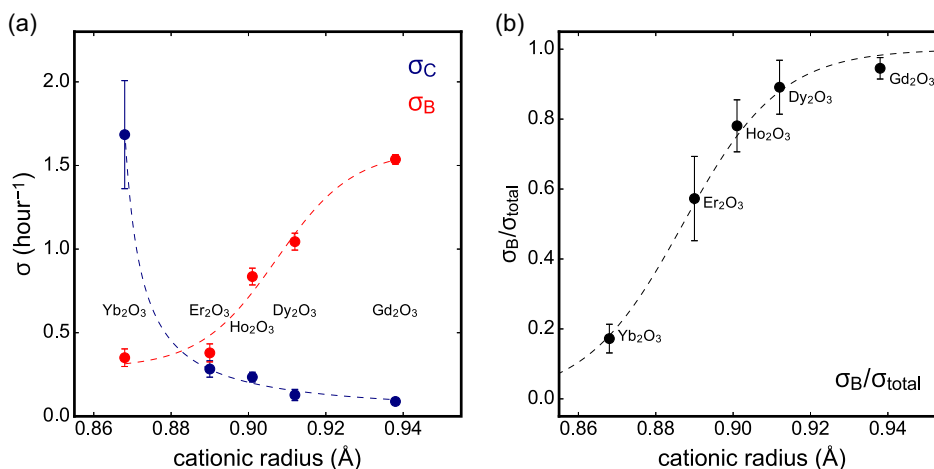 (a)
σC
σB
2.0
1.5
1.0
0.5
0.0
σ (hour⁻¹)
Yb₂O₃ Er₂O₃ Dy₂O₃ Gd₂O₃
Ho₂O₃
0.86 0.88 0.90 0.92 0.94
cationic radius (Å)
(b)
1.0
0.8
0.6
0.4
0.2
0.0
σB/σtotal
Gd₂O₃
Dy₂O₃
Ho₂O₃
Er₂O₃
Yb₂O₃
σB/σtotal
0.86 0.88 0.90 0.92 0.94
cationic radius (Å)